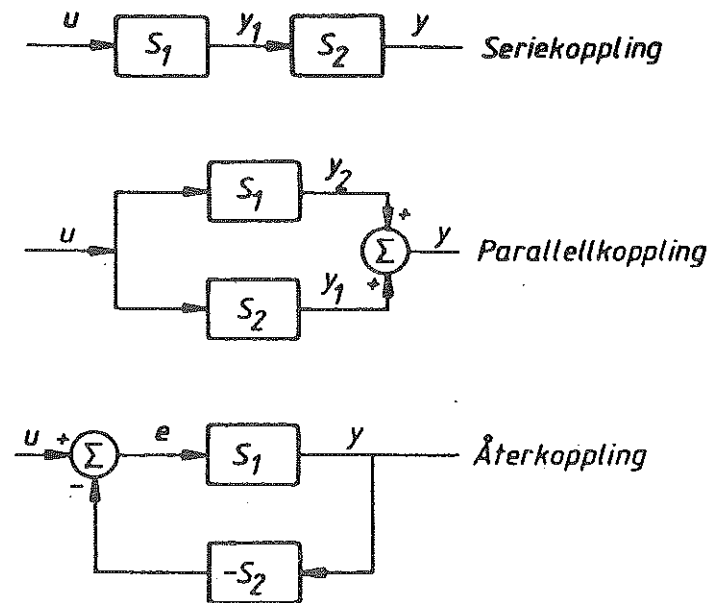 u S₁ y₁ S₂ y Seriekoppling
S₁ y₂
+
u Σ y Parallellkoppling
+
S₂ y₁
u + Σ e S₁ y Återkoppling
-
-S₂